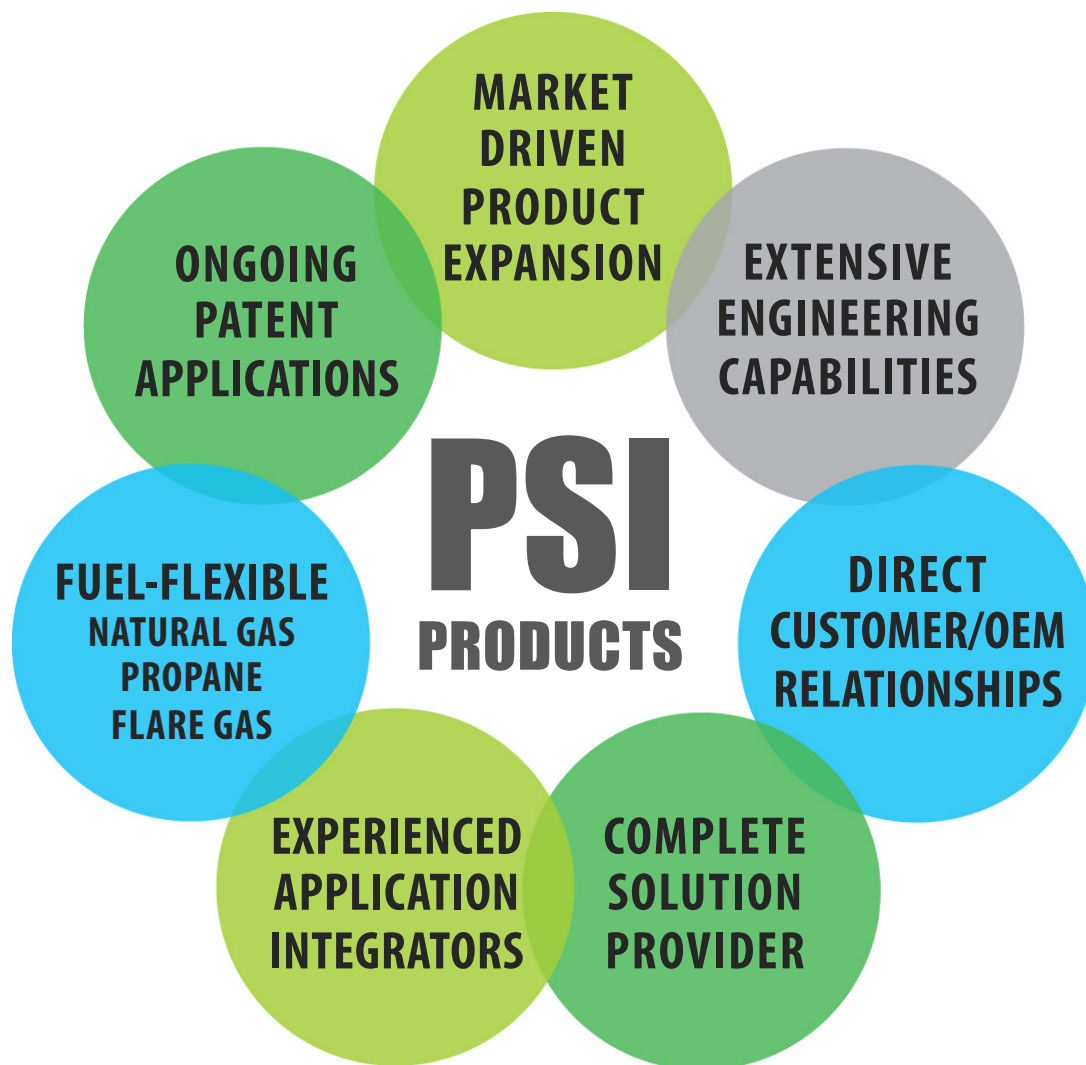 MARKET
DRIVEN
PRODUCT
EXPANSION
EXTENSIVE
ENGINEERING
CAPABILITIES
DIRECT
CUSTOMER/OEM
RELATIONSHIPS
COMPLETE
SOLUTION
PROVIDER
EXPERIENCED
APPLICATION
INTEGRATORS
FUEL-FLEXIBLE
NATURAL GAS
PROPANE
FLARE GAS
ONGOING
PATENT
APPLICATIONS
PSI
PRODUCTS